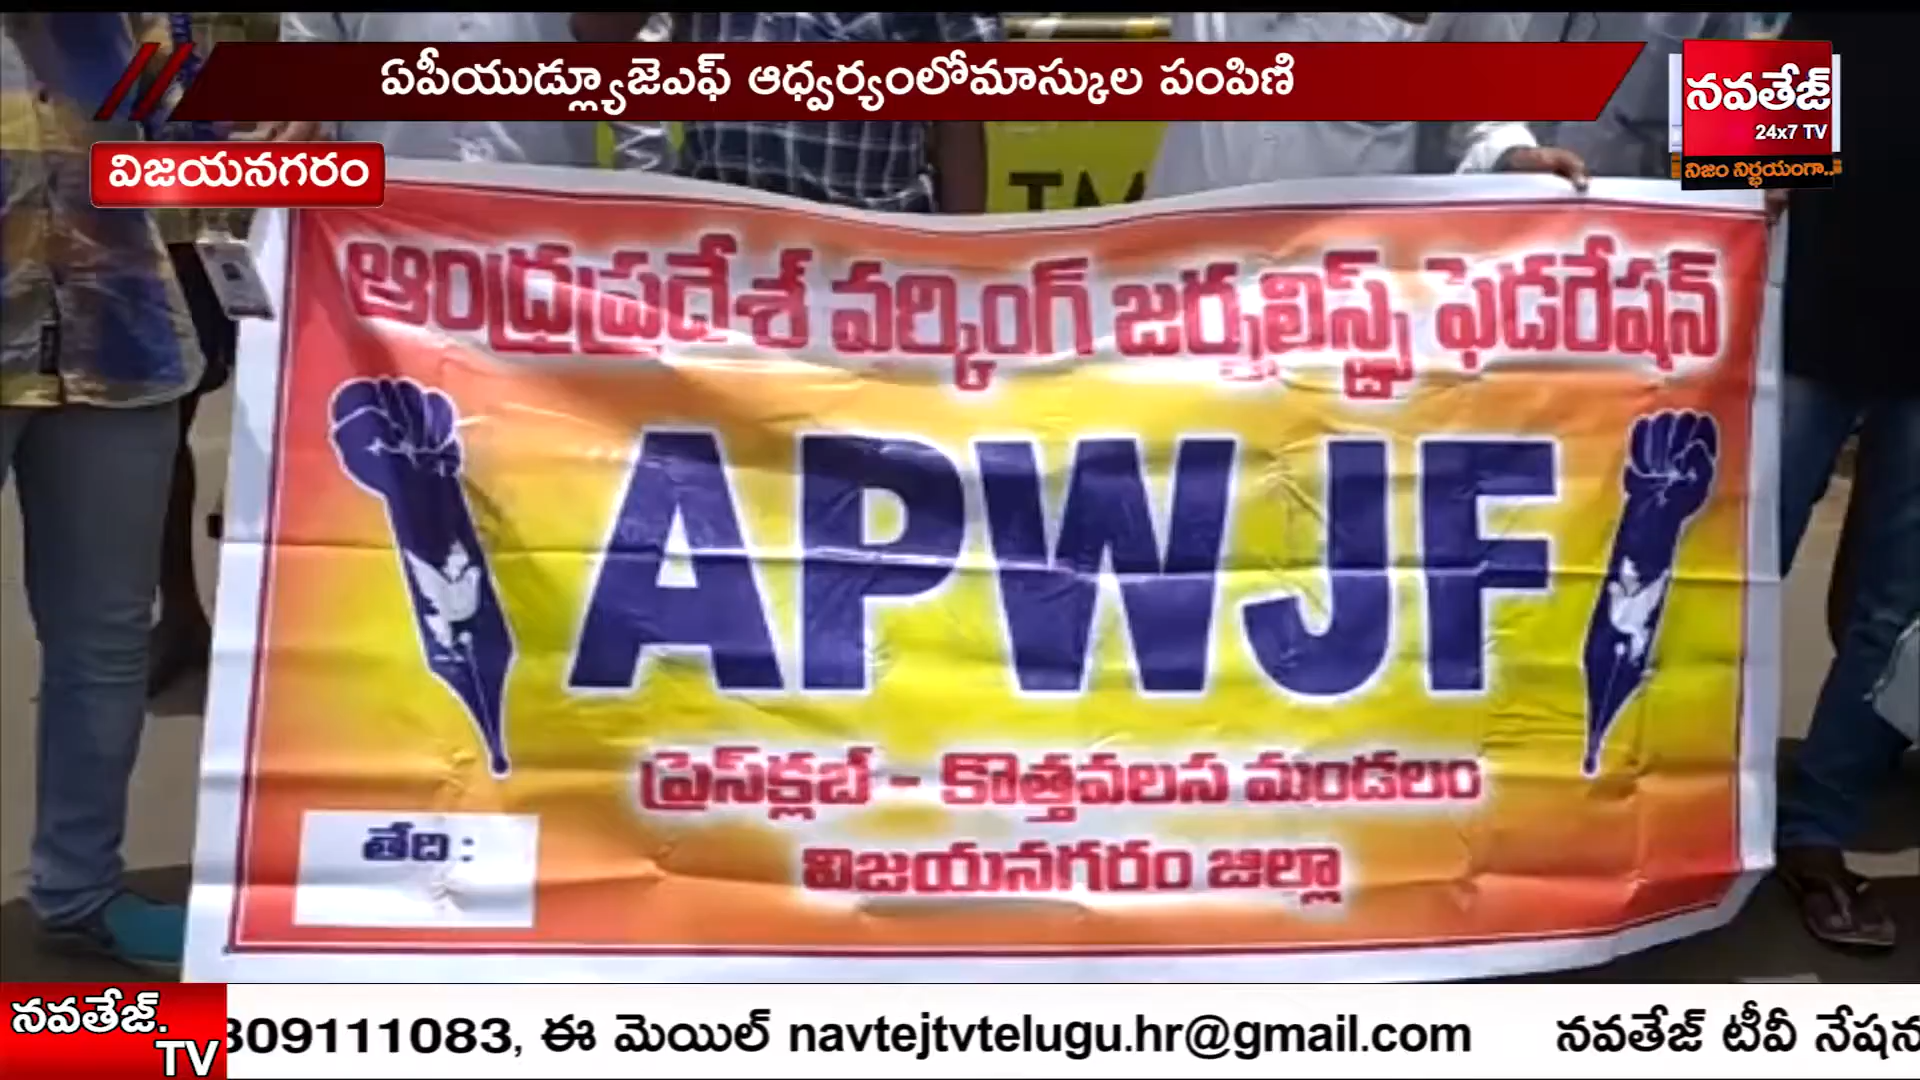 ఏపీయుడ్ల్యూజెఎఫ్ ఆధ్వర్యంలోమాస్కుల పంపిణి
నవతేజ్
24x7 TV
నిజం నిర్భయంగా..
విజయనగరం
TM
ఆంధ్రప్రదేశ్ వర్కింగ్ జర్నలిస్ట్స్ ఫెడరేషన్
APWJF
ప్రెస్‌క్లబ్ - కొత్తవలస మండలం
తేది :
విజయనగరం జిల్లా
నవతేజ్.
TV
309111083, ఈ మెయిల్ navtejtvtelugu.hr@gmail.com నవతేజ్ టీవీ నేషన